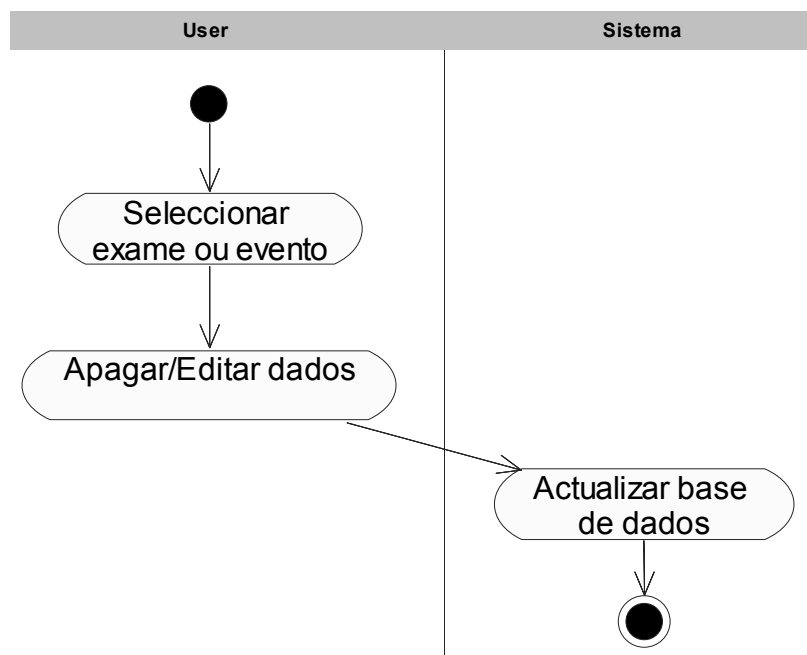 User
Sistema
Seleccionar
exame ou evento
Apagar/Editar dados
Actualizar base
de dados